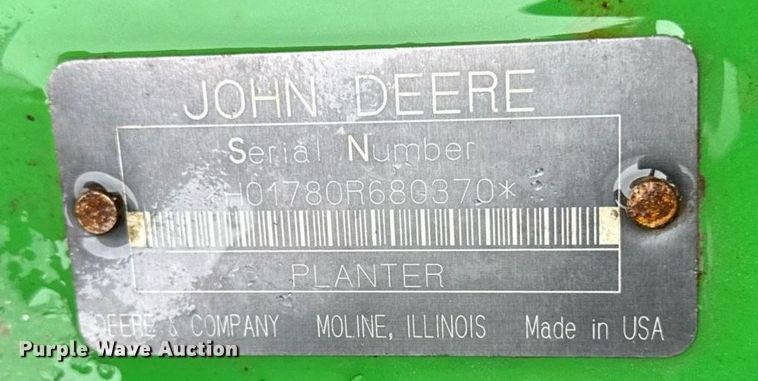 JOHN DEERE
Serial Number
H01780R680370*
PLANTER
DEERE & COMPANY MOLINE, ILLINOIS Made in USA
Purple Wave Auction